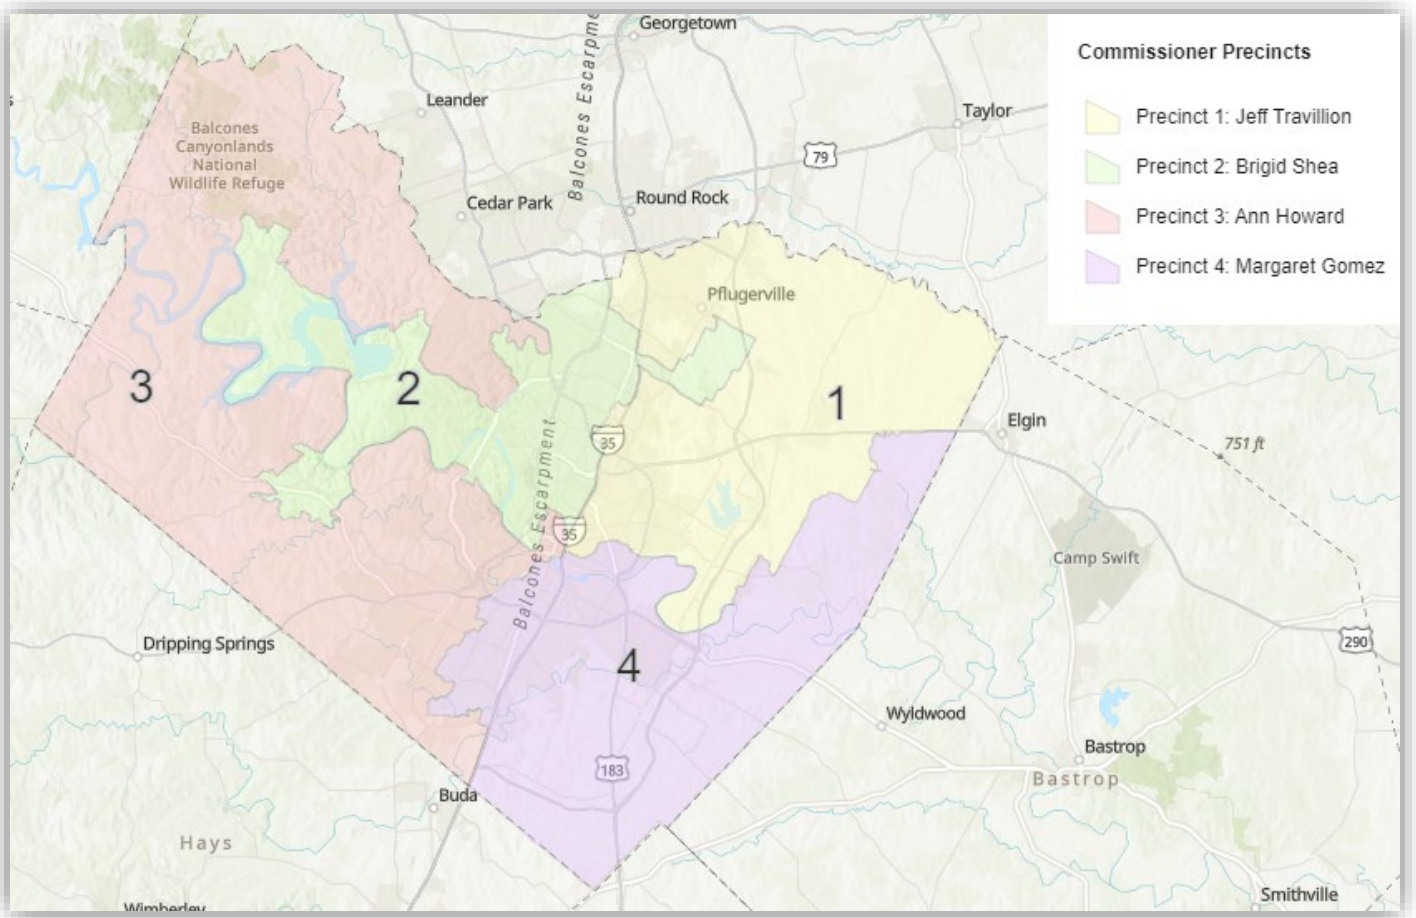 Georgetown
Balcones Escarpme
Commissioner Precincts
Leander
Taylor
Precinct 1: Jeff Travillion
Balcones
Canyonlands
National
Wildlife Refuge
79
Precinct 2: Brigid Shea
Cedar Park
Round Rock
Precinct 3: Ann Howard
Precinct 4: Margaret Gomez
Pflugerville
3
2
1
Elgin
35
751 ft
Balcones Escarpment
35
Camp Swift
Dripping Springs
290
4
Wyldwood
Bastrop
183
Bastrop
Buda
Hays
Smithville
Wimberley